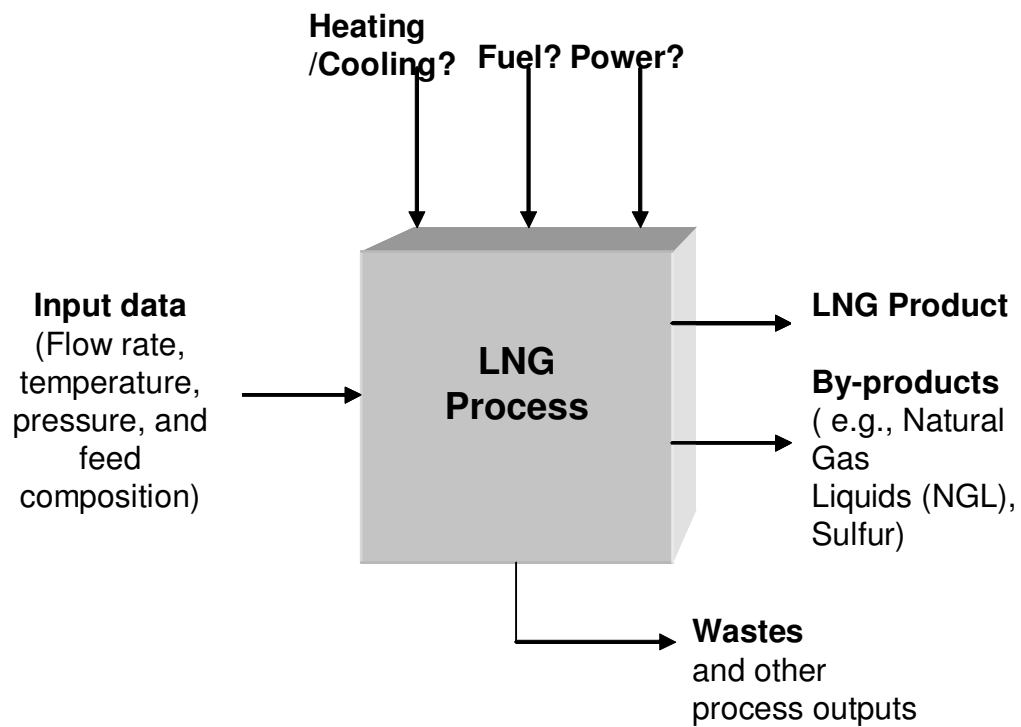 Heating
/Cooling?
Fuel? Power?
Input data
(Flow rate,
temperature,
pressure, and
feed
composition)
LNG
Process
LNG Product
By-products
( e.g., Natural
Gas
Liquids (NGL),
Sulfur)
Wastes
and other
process outputs